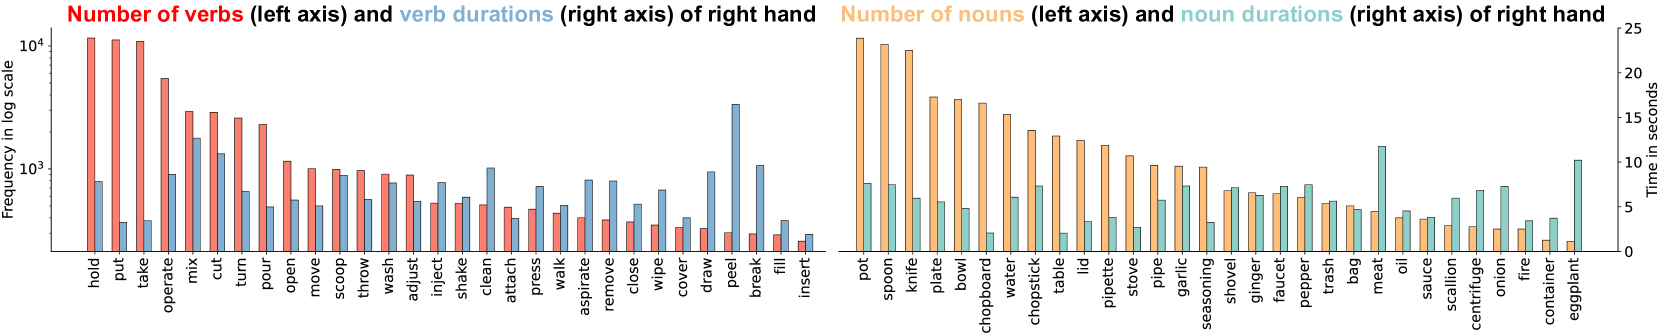 Number of verbs (left axis) and verb durations (right axis) of right hand
Number of nouns (left axis) and noun durations (right axis) of right hand
Frequency in log scale
10^4
10^3
hold
put
take
operate
mix
cut
turn
pour
open
move
scoop
throw
wash
adjust
inject
shake
clean
attach
press
walk
aspirate
remove
close
wipe
cover
draw
peel
break
fill
insert
pot
spoon
knife
plate
bowl
chopboard
water
chopstick
table
lid
pipette
stove
pipe
garlic
seasoning
shovel
ginger
faucet
pepper
trash
bag
meat
oil
sauce
scallion
centrifuge
onion
fire
container
eggplant
25
20
15
10
5
0
Time in seconds